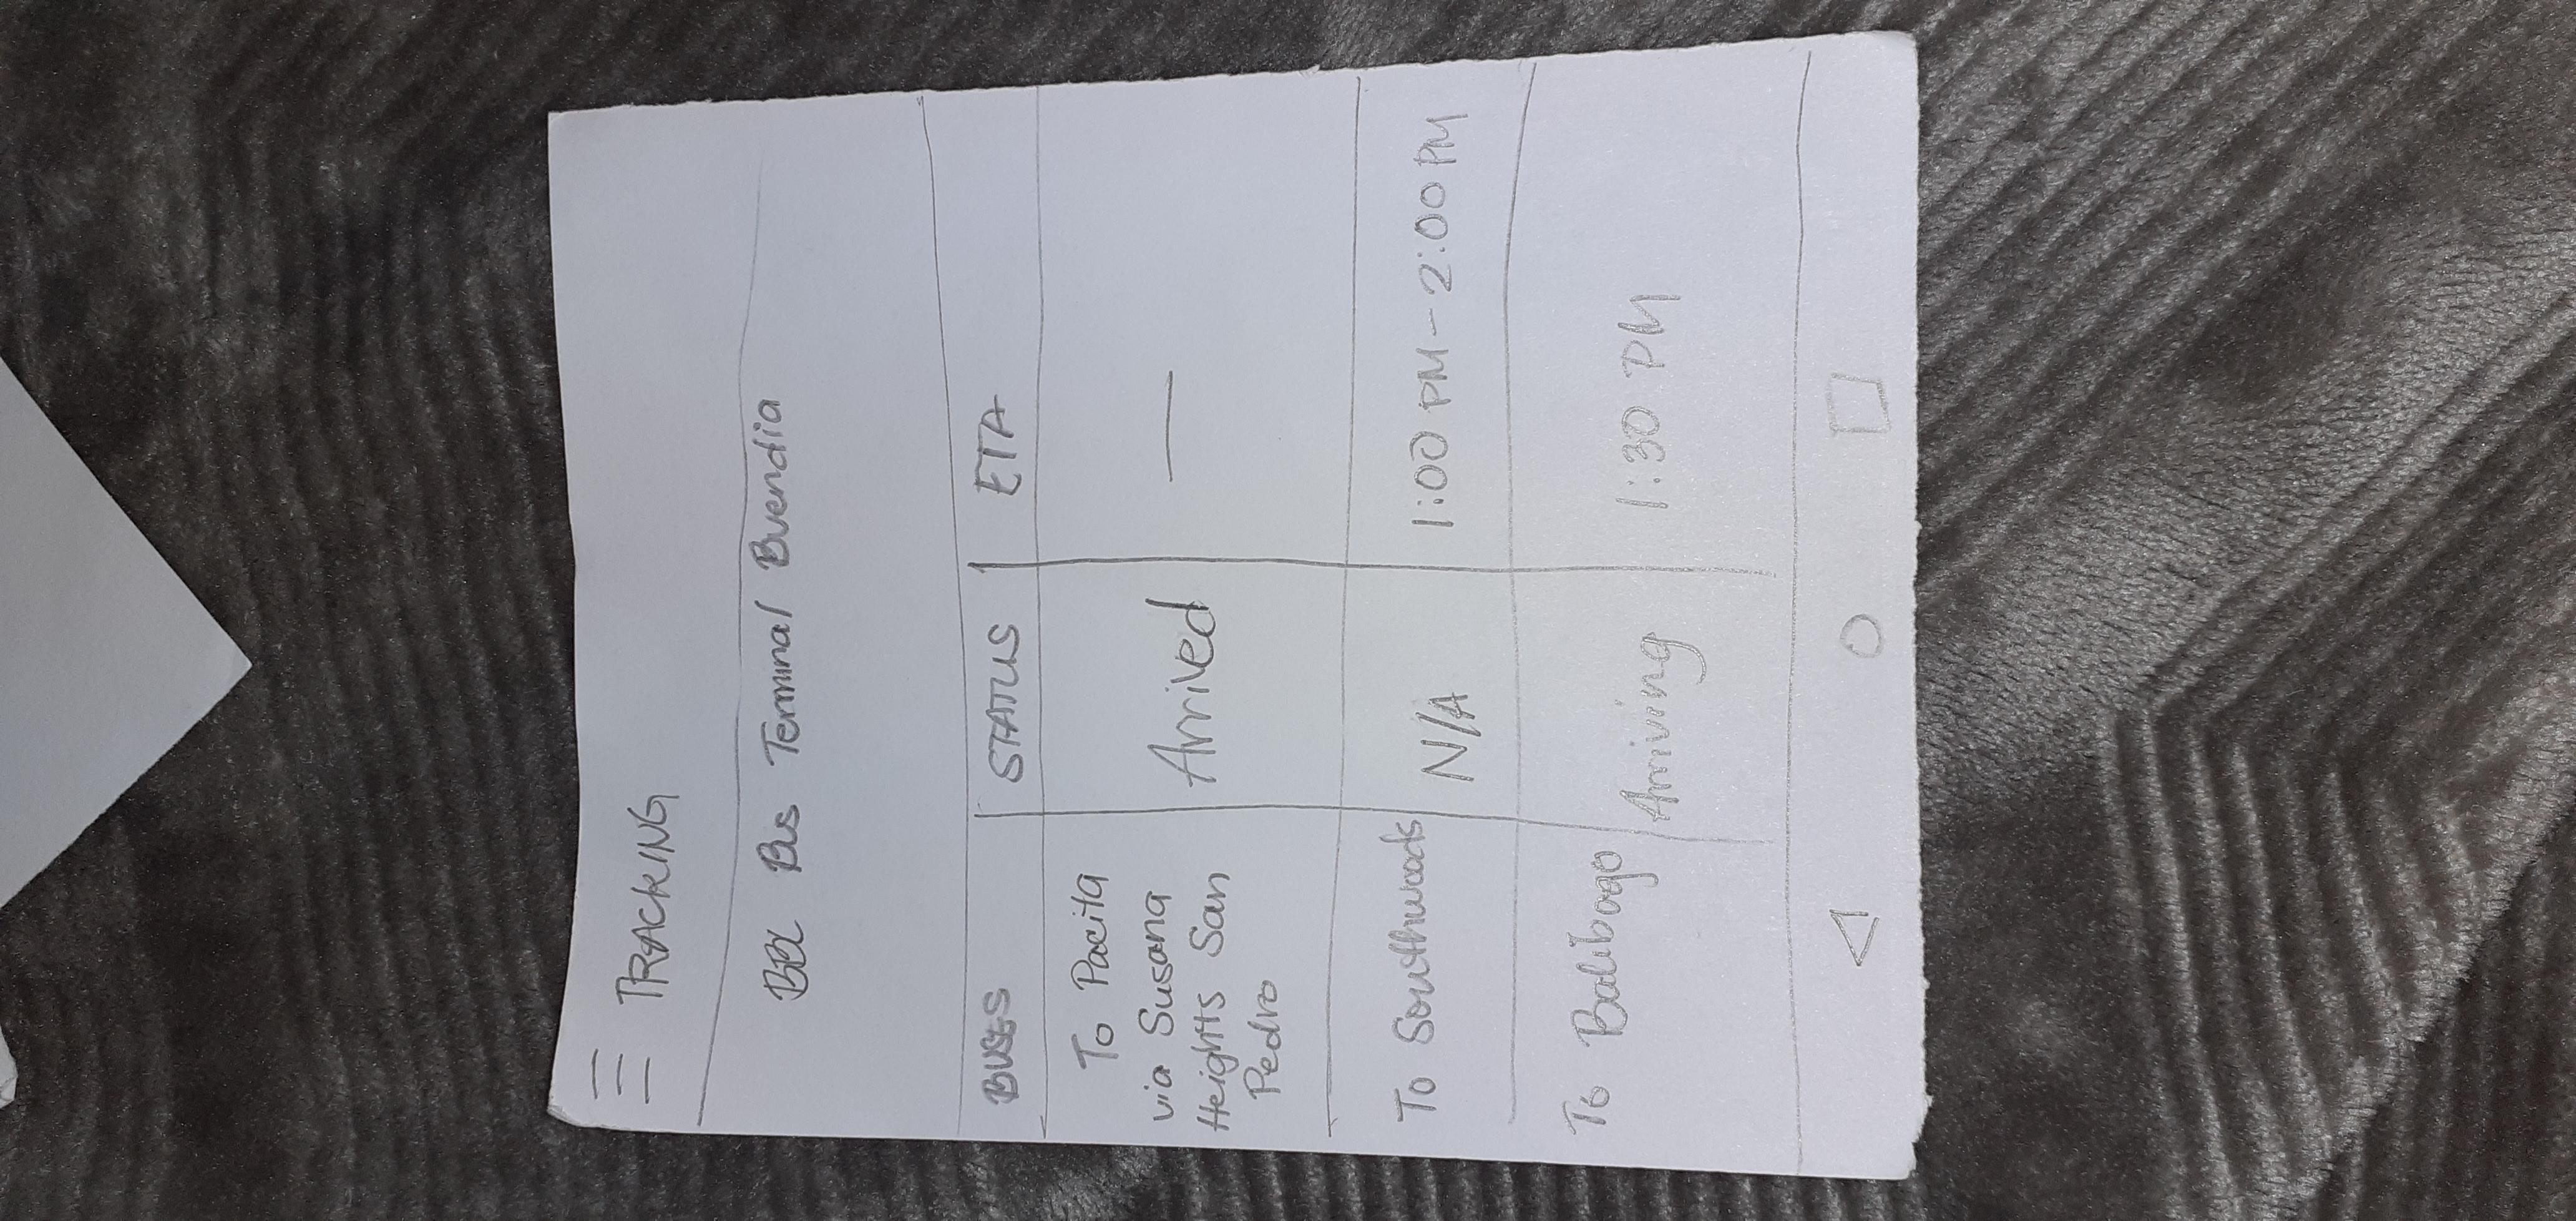 TRACKING
BBL Bus Terminal Buendia
BUSES STATUS ETA
To Pacita
via Susana
Heights San
Pedro
Arrived
—
To Southwoods
N/A
1:00 PM - 2:00 PM
To Balibago
Arriving
1:30 PM